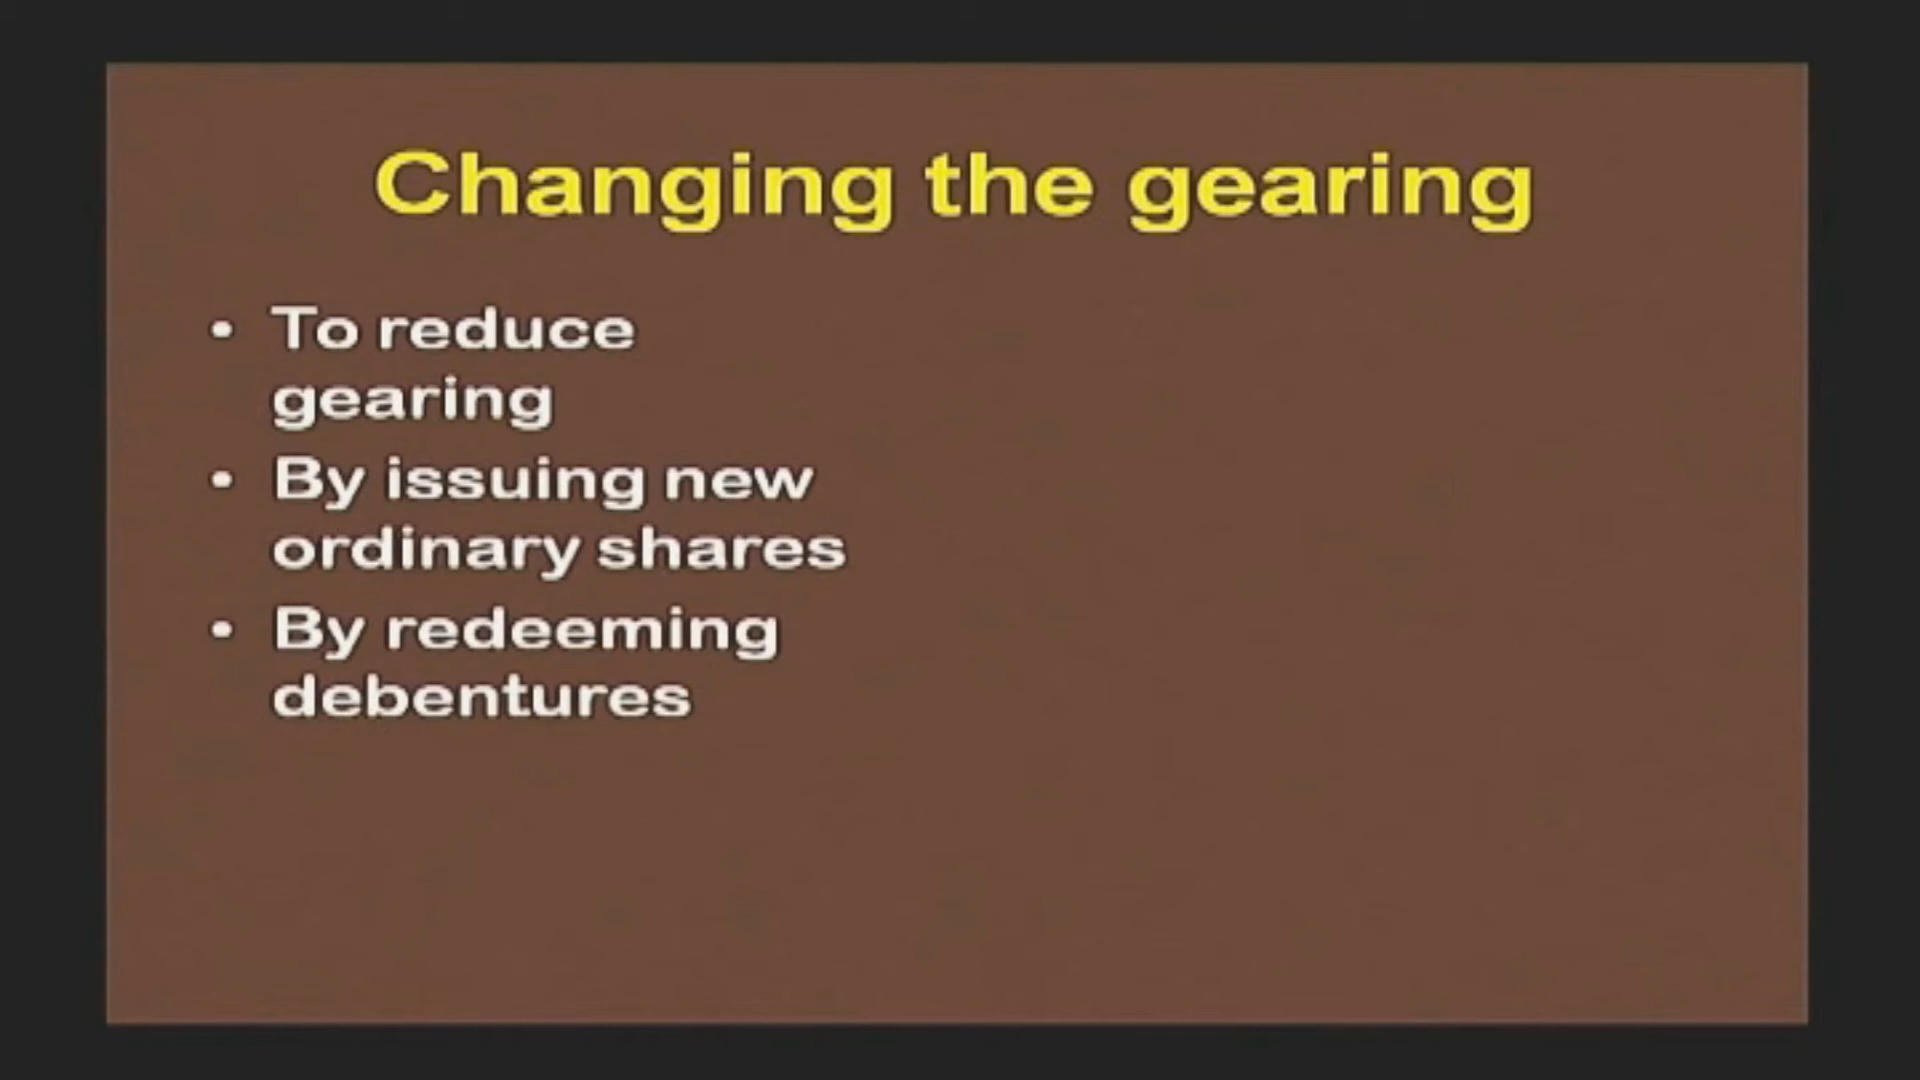 Changing the gearing
• To reduce
gearing
• By issuing new
ordinary shares
• By redeeming
debentures